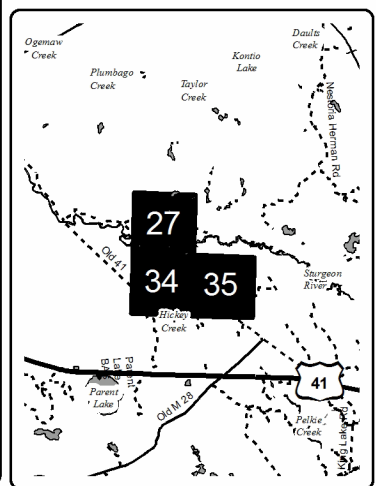 Ogemaw
Creek
Daults
Creek
Plumbago
Creek
Taylor
Creek
Kontio
Lake
Nestoria Herman Rd
27
Old 41
34
35
Sturgeon
River
Hickey
Creek
Parent
Lake
BA
Parent
Lake
Old M 28
41
Pelkie
Creek
King Lake Rd